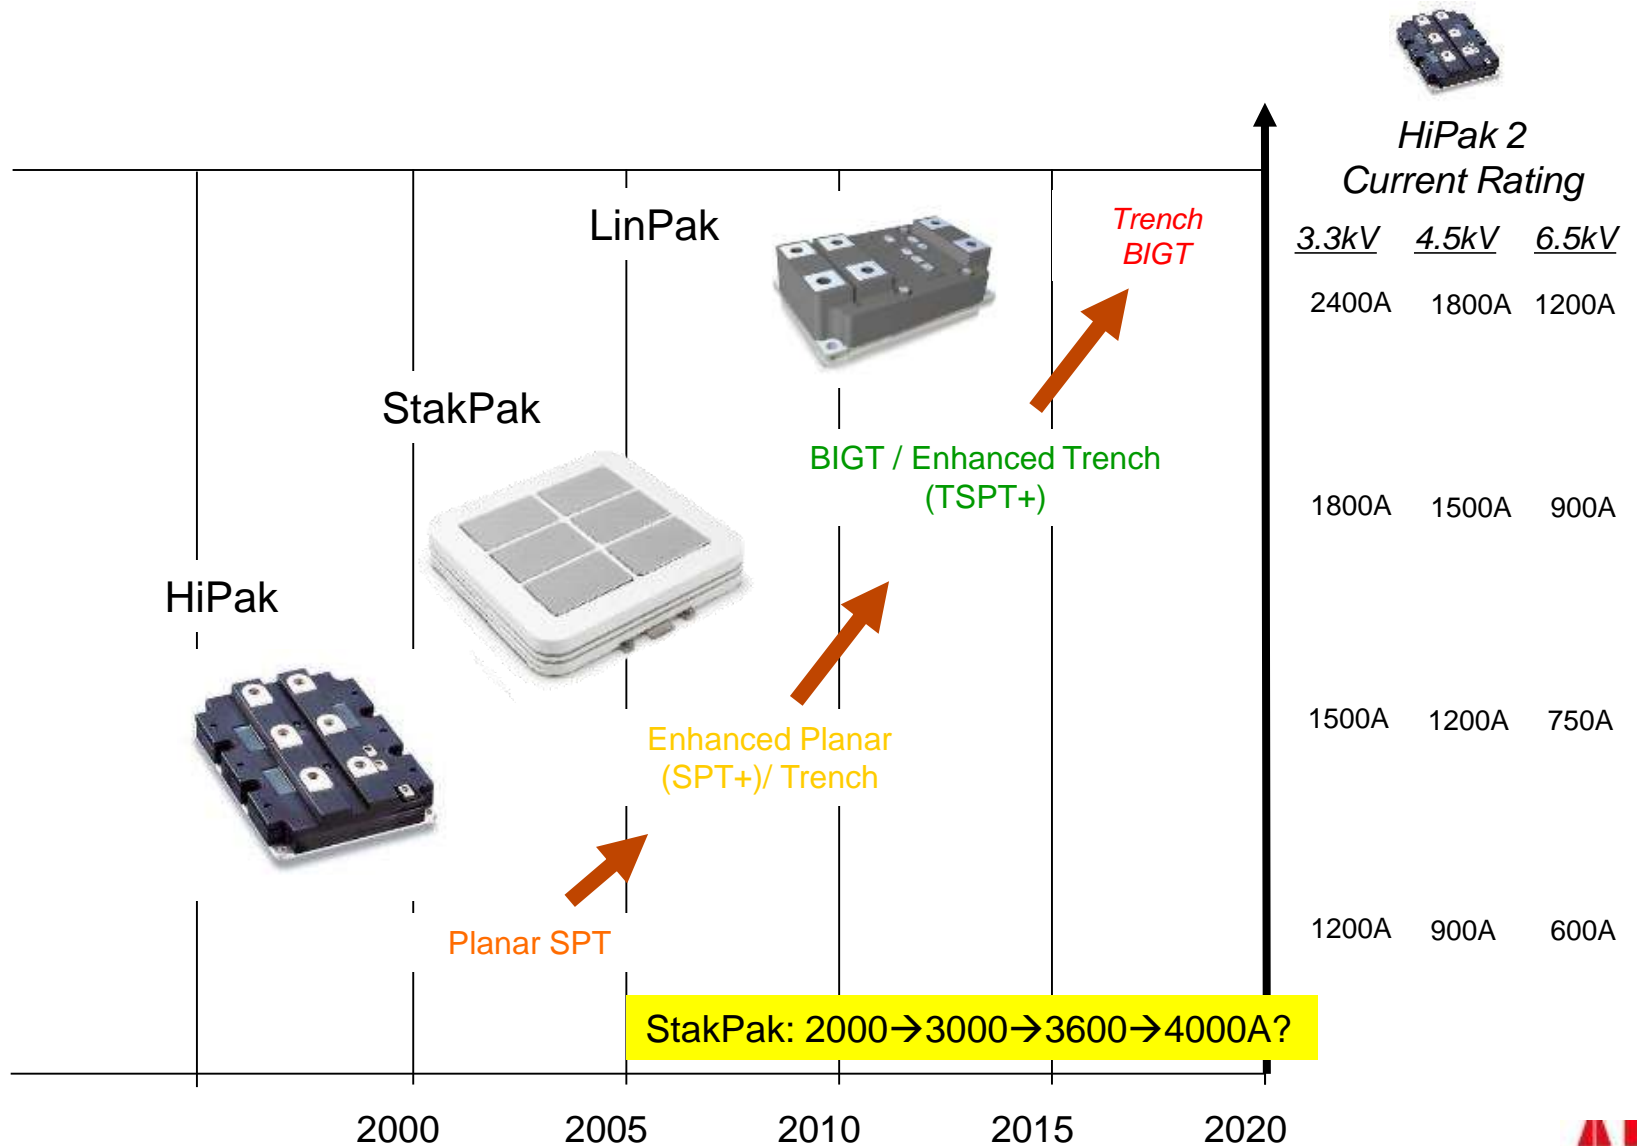 HiPak 2
Current Rating
3.3kV 4.5kV 6.5kV
2400A 1800A 1200A
1800A 1500A 900A
1500A 1200A 750A
1200A 900A 600A
LinPak
Trench
BIGT
StakPak
BIGT / Enhanced Trench
(TSPT+)
HiPak
Enhanced Planar
(SPT+)/ Trench
Planar SPT
StakPak: 2000→3000→3600→4000A?
2000 2005 2010 2015 2020